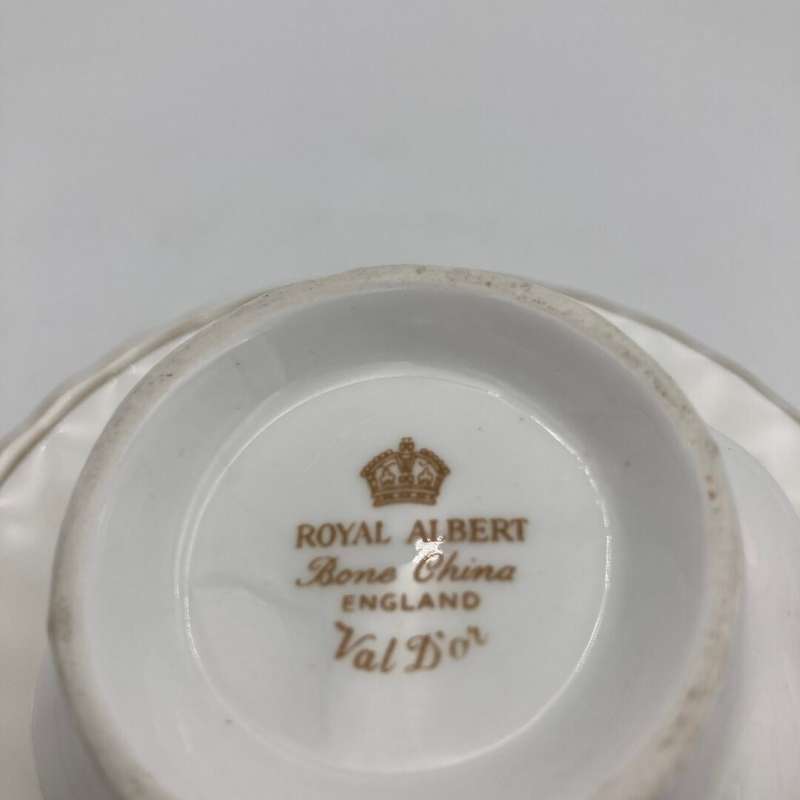 ROYAL ALBERT
Bone China
ENGLAND
Val D'or